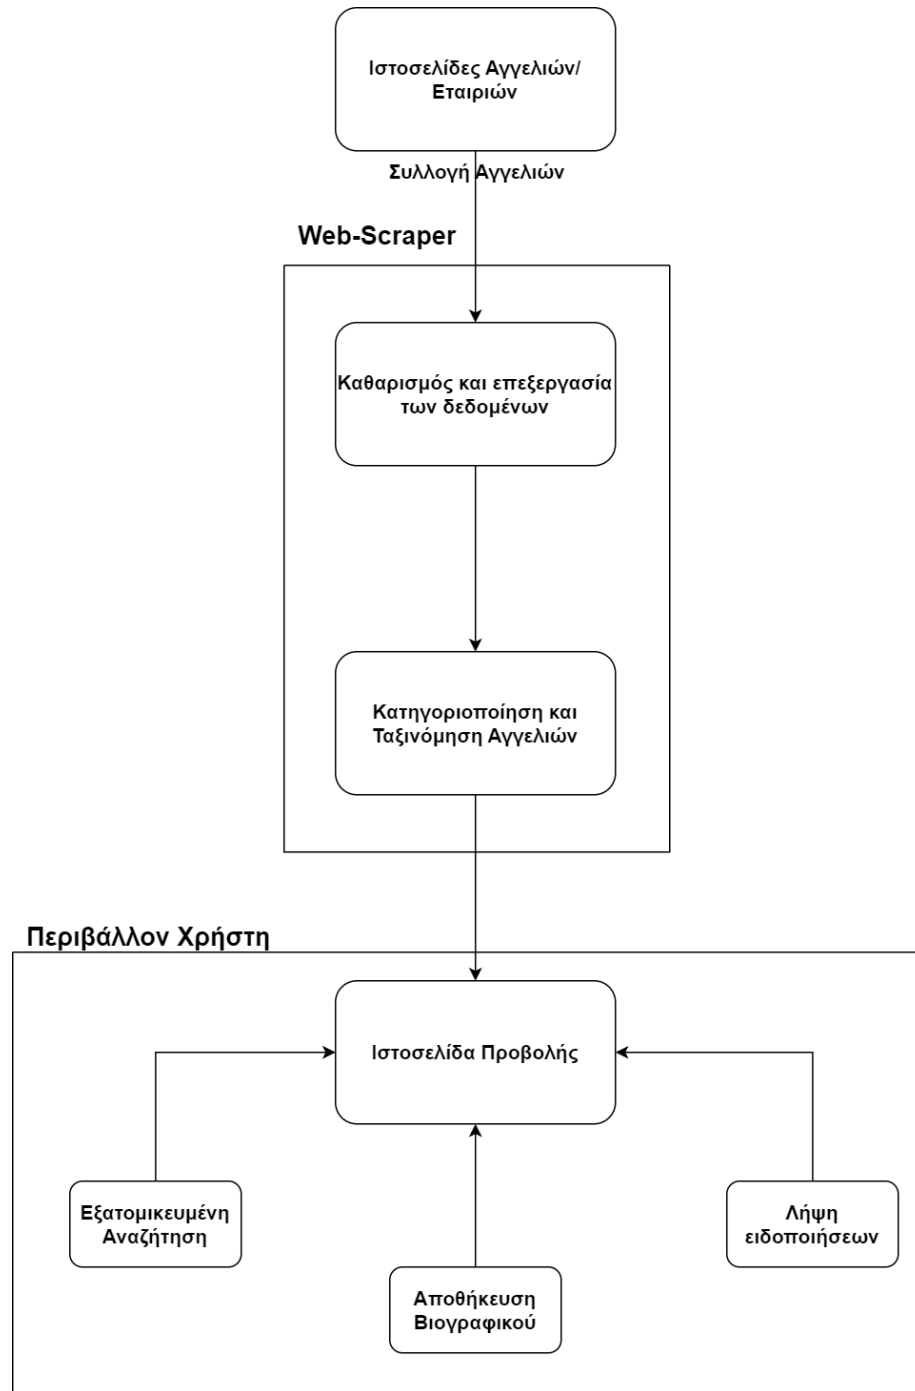 Ιστοσελίδες Αγγελιών/
Εταιριών
Συλλογή Αγγελιών
Web-Scraper
Καθαρισμός και επεξεργασία
των δεδομένων
Κατηγοριοποίηση και
Ταξινόμηση Αγγελιών
Περιβάλλον Χρήστη
Ιστοσελίδα Προβολής
Εξατομικευμένη
Αναζήτηση
Λήψη
ειδοποιήσεων
Αποθήκευση
Βιογραφικού